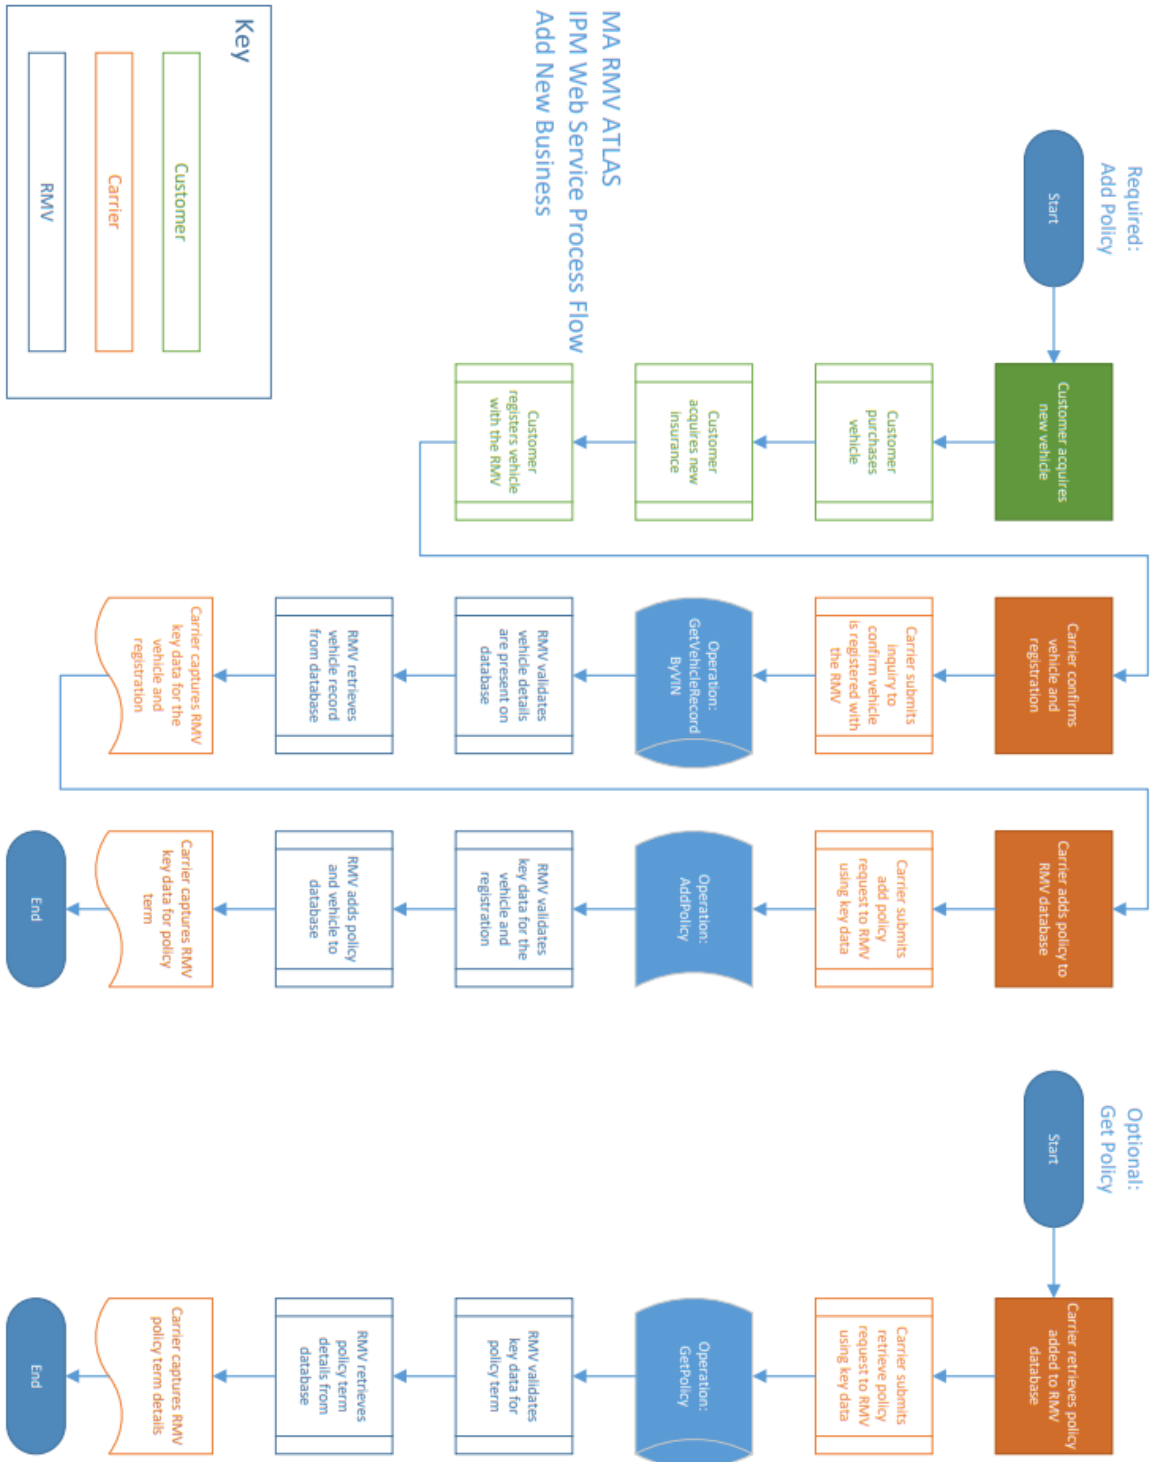 MA RMV ATLAS
IPM Web Service Process Flow
Add New Business
Required:
Add Policy
Start
Customer acquires
new vehicle
Customer
purchases
vehicle
Customer
acquires new
insurance
Customer
registers vehicle
with the RMV
Carrier confirms
vehicle and
registration
Carrier submits
inquiry to
confirm vehicle
is registered with
the RMV
Operation:
GetVehicleRecord
ByVIN
RMV validates
vehicle details
are present on
database
RMV retrieves
vehicle record
from database
Carrier captures RMV
key data for the
vehicle and
registration
Carrier adds policy to
RMV database
Carrier submits
add policy
request to RMV
using key data
Operation:
AddPolicy
RMV validates
key data for the
vehicle and
registration
RMV adds policy
and vehicle to
database
Carrier captures RMV
key data for policy
term
End
Optional:
Get Policy
Start
Carrier retrieves policy
added to RMV
database
Carrier submits
retrieve policy
request to RMV
using key data
Operation:
GetPolicy
RMV validates
key data for
policy term
RMV retrieves
policy term
details from
database
Carrier captures RMV
policy term details
End
Key
Customer
Carrier
RMV